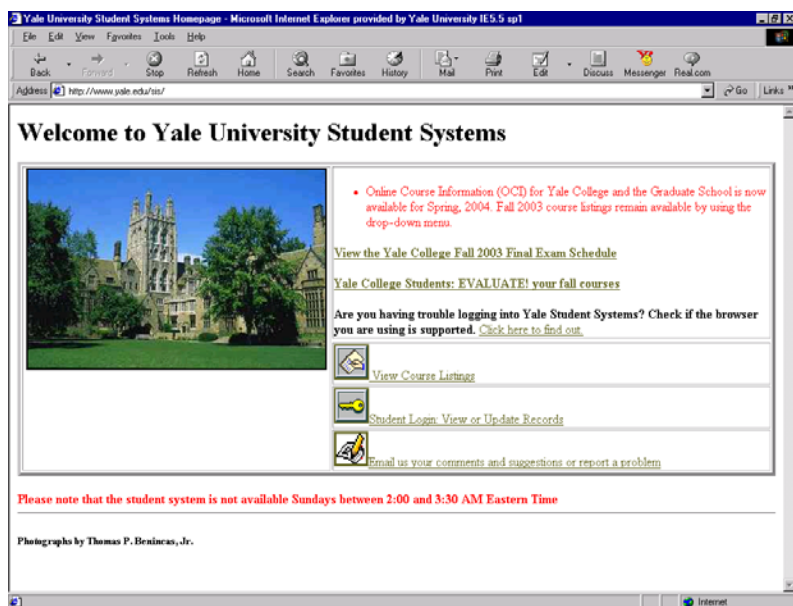 Yale University Student Systems Homepage - Microsoft Internet Explorer provided by Yale University IE5.5 sp1
File Edit View Favorites Tools Help
Back Forward Stop Refresh Home Search Favorites History Mail Print Edit Discuss Messenger Real.com
Address http://www.yale.edu/sis/ Go Links »
Welcome to Yale University Student Systems
• Online Course Information (OCI) for Yale College and the Graduate School is now
available for Spring, 2004. Fall 2003 course listings remain available by using the
drop-down menu.
View the Yale College Fall 2003 Final Exam Schedule
Yale College Students: EVALUATE! your fall courses
Are you having trouble logging into Yale Student Systems? Check if the browser
you are using is supported. Click here to find out.
View Course Listings
Student Login: View or Update Records
Email us your comments and suggestions or report a problem
Please note that the student system is not available Sundays between 2:00 and 3:30 AM Eastern Time
Photographs by Thomas P. Benincas, Jr.
Internet